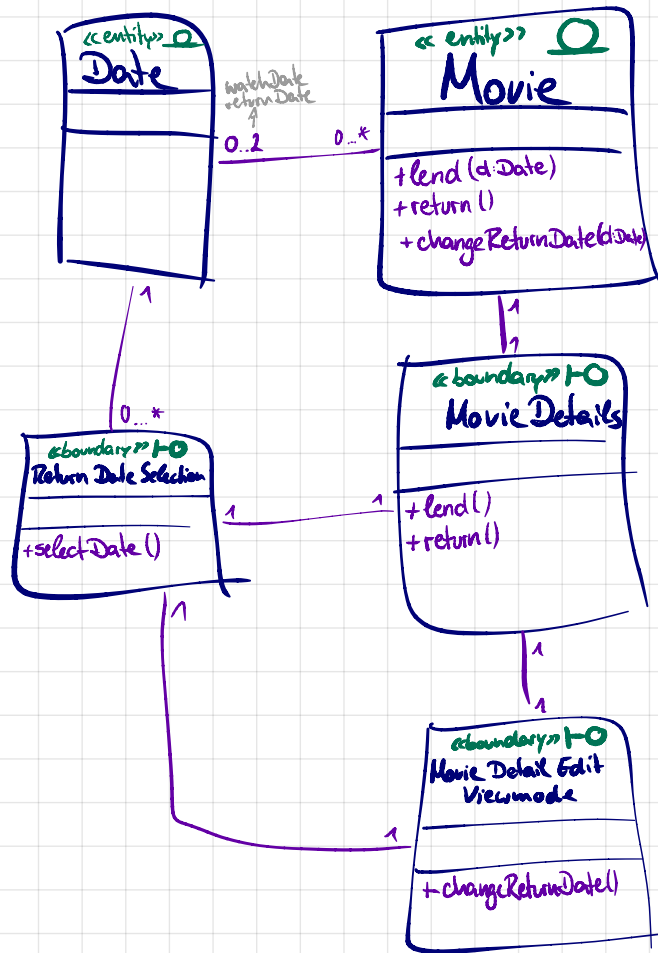 «entity»
Date
watchDate
returnDate
0..2
0...*
«entity»
Movie
+lend(d:Date)
+return()
+changeReturnDate(d:Date)
1
0...*
1
1
«boundary»
Movie Details
+lend()
+return()
«boundary»
Return Date Selection
+selectDate()
1
1
1
1
1
1
«boundary»
Movie Detail Edit
Viewmode
+changeReturnDate()